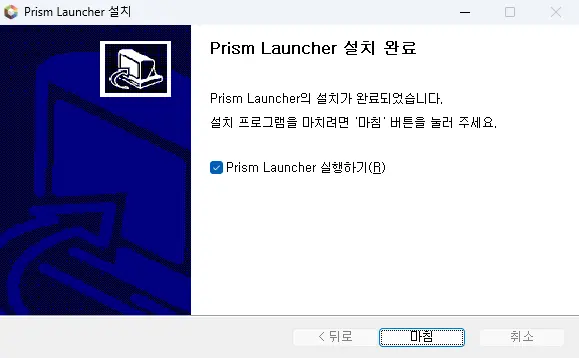 Prism Launcher 설치
Prism Launcher 설치 완료
Prism Launcher의 설치가 완료되었습니다.
설치 프로그램을 마치려면 '마침' 버튼을 눌러 주세요.
Prism Launcher 실행하기(R)
< 뒤로
마침
취소